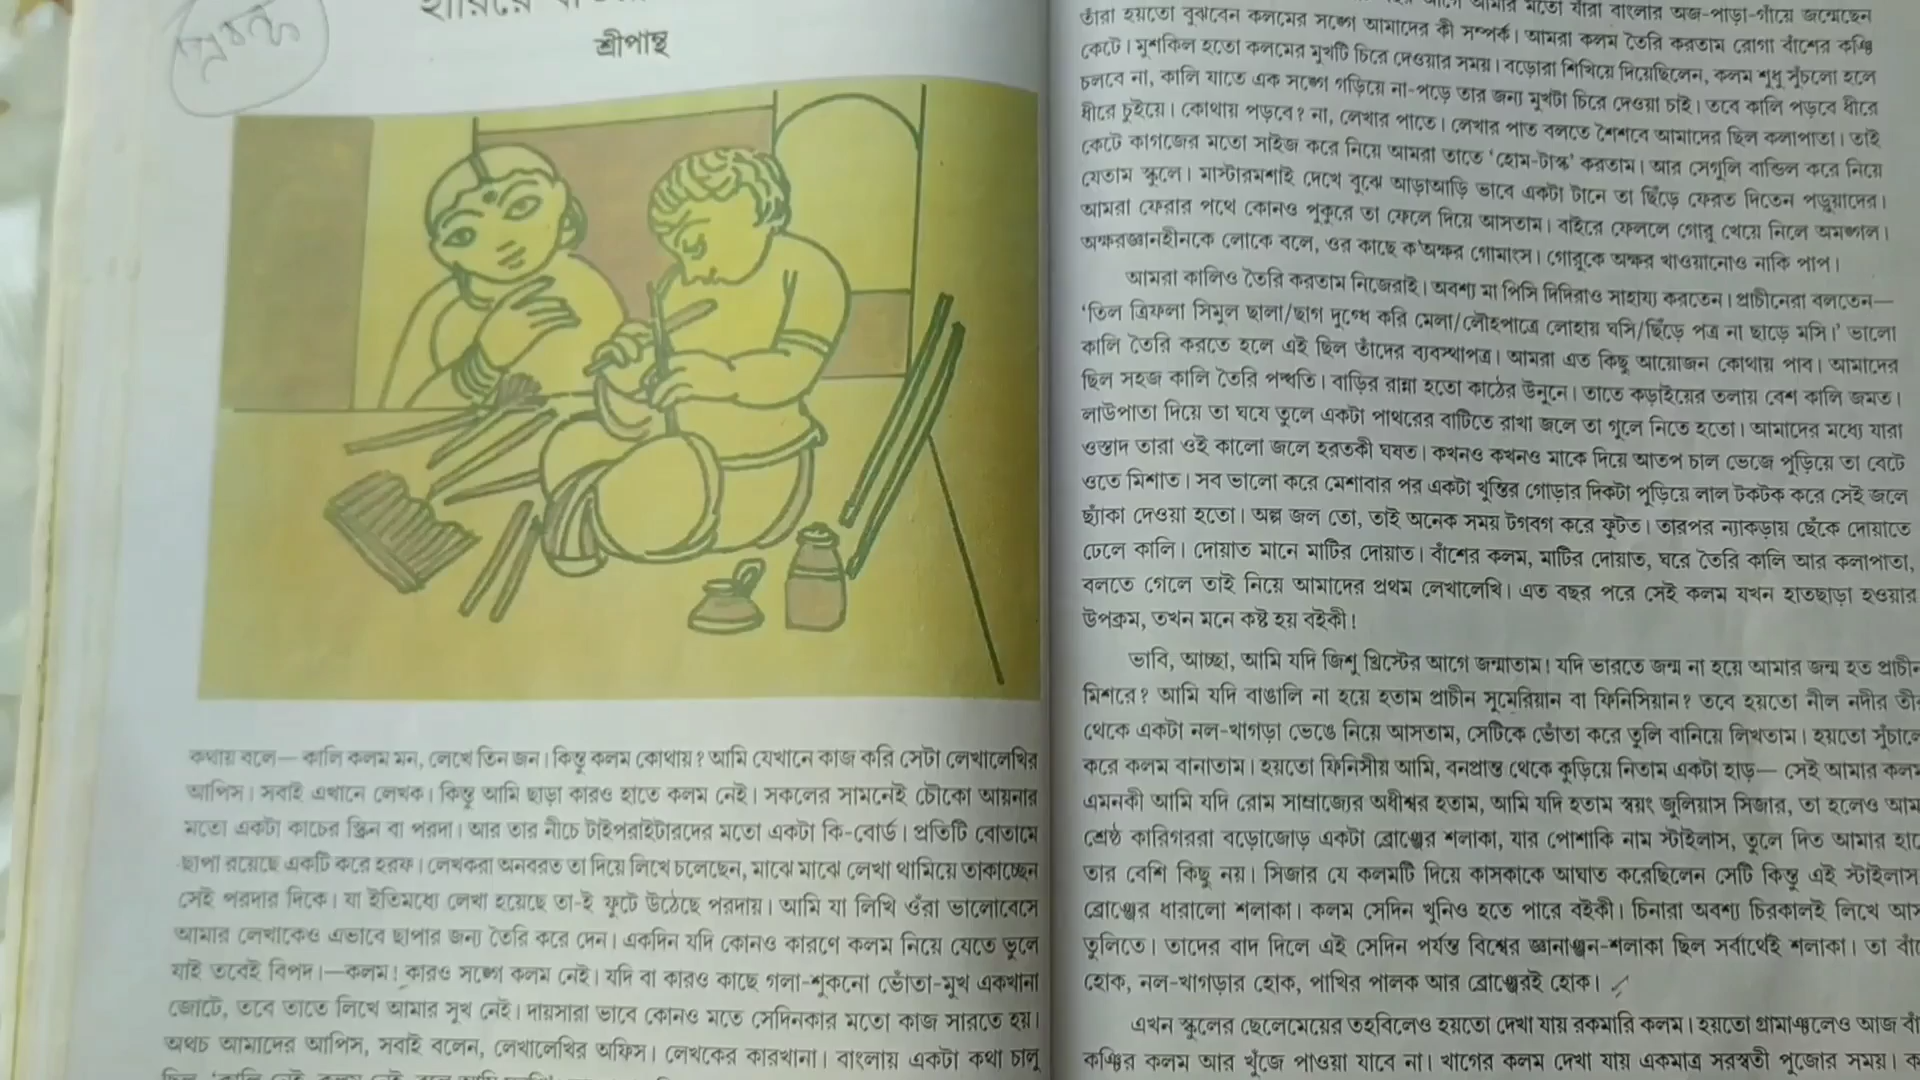 প্রবন্ধ
হারিয়ে
শ্রীপান্থ
কথায় বলে— কালি কলম মন, লেখে তিন জন। কিন্তু কলম কোথায়? আমি যেখানে কাজ করি সেটা লেখালেখির
আপিস। সবাই এখানে লেখক। কিন্তু আমি ছাড়া কারও হাতে কলম নেই। সকলের সামনেই চৌকো আয়নার
মতো একটা কাচের স্ক্রিন বা পরদা। আর তার নীচে টাইপরাইটারদের মতো একটা কি-বোর্ড। প্রতিটি বোতামে
ছাপা রয়েছে একটি করে হরফ। লেখকরা অনবরত তা দিয়ে লিখে চলেছেন, মাঝে মাঝে লেখা থামিয়ে তাকাচ্ছেন
সেই পরদার দিকে। যা ইতিমধ্যে লেখা হয়েছে তা-ই ফুটে উঠেছে পরদায়। আমি যা লিখি ওঁরা ভালোবেসে
আমার লেখাকেও এভাবে ছাপার জন্য তৈরি করে দেন। একদিন যদি কোনও কারণে কলম নিয়ে যেতে ভুলে
যাই তবেই বিপদ।—কলম! কারও সঙ্গে কলম নেই। যদি বা কারও কাছে গলা-শুকনো ভোঁতা-মুখ একখানা
জোটে, তবে তাতে লিখে আমার সুখ নেই। দায়সারা ভাবে কোনও মতে সেদিনকার মতো কাজ সারতে হয়।
অথচ আমাদের আপিস, সবাই বলেন, লেখালেখির অফিস। লেখকের কারখানা। বাংলায় একটা কথা চালু
আমার মতো যাঁরা বাংলার অজ-পাড়া-গাঁয়ে জন্মেছেন
তাঁরা হয়তো বুঝবেন কলমের সঙ্গে আমাদের কী সম্পর্ক। আমরা কলম তৈরি করতাম রোগা বাঁশের কঞ্চি
কেটে। মুশকিল হতো কলমের মুখটি চিরে দেওয়ার সময়। বড়োরা শিখিয়ে দিয়েছিলেন, কলম শুধু সুঁচলো হলে
চলবে না, কালি যাতে এক সঙ্গে গড়িয়ে না-পড়ে তার জন্য মুখটা চিরে দেওয়া চাই। তবে কালি পড়বে ধীরে
ধীরে চুইয়ে। কোথায় পড়বে? না, লেখার পাতে। লেখার পাত বলতে শৈশবে আমাদের ছিল কলাপাতা। তাই
কেটে কাগজের মতো সাইজ করে নিয়ে আমরা তাতে ‘হোম-টাস্ক’ করতাম। আর সেগুলি বান্ডিল করে নিয়ে
যেতাম স্কুলে। মাস্টারমশাই দেখে বুঝে আড়াআড়ি ভাবে একটা টানে তা ছিঁড়ে ফেরত দিতেন পড়ুয়াদের।
আমরা ফেরার পথে কোনও পুকুরে তা ফেলে দিয়ে আসতাম। বাইরে ফেললে গোরু খেয়ে নিলে অমঙ্গল।
অক্ষরজ্ঞানহীনকে লোকে বলে, ওর কাছে ক'অক্ষর গোমাংস। গোরুকে অক্ষর খাওয়ানোও নাকি পাপ।
আমরা কালিও তৈরি করতাম নিজেরাই। অবশ্য মা পিসি দিদিরাও সাহায্য করতেন। প্রাচীনেরা বলতেন—
‘তিল ত্রিফলা সিমুল ছালা/ছাগ দুগ্ধে করি মেলা/লৌহপাত্রে লোহায় ঘসি/ছিঁড়ে পত্র না ছাড়ে মসি।’ ভালো
কালি তৈরি করতে হলে এই ছিল তাঁদের ব্যবস্থাপত্র। আমরা এত কিছু আয়োজন কোথায় পাব। আমাদের
ছিল সহজ কালি তৈরি পদ্ধতি। বাড়ির রান্না হতো কাঠের উনুনে। তাতে কড়াইয়ের তলায় বেশ কালি জমত।
লাউপাতা দিয়ে তা ঘষে তুলে একটা পাথরের বাটিতে রাখা জলে তা গুলে নিতে হতো। আমাদের মধ্যে যারা
ওস্তাদ তারা ওই কালো জলে হরতকী ঘষত। কখনও কখনও মাকে দিয়ে আতপ চাল ভেজে পুড়িয়ে তা বেটে
ওতে মিশাত। সব ভালো করে মেশাবার পর একটা খুন্তির গোড়ার দিকটা পুড়িয়ে লাল টকটক করে সেই জলে
ছ্যাঁকা দেওয়া হতো। অল্প জল তো, তাই অনেক সময় টগবগ করে ফুটত। তারপর ন্যাকড়ায় ছেঁকে দোয়াতে
ঢেলে কালি। দোয়াত মানে মাটির দোয়াত। বাঁশের কলম, মাটির দোয়াত, ঘরে তৈরি কালি আর কলাপাতা,
বলতে গেলে তাই নিয়ে আমাদের প্রথম লেখালেখি। এত বছর পরে সেই কলম যখন হাতছাড়া হওয়ার
উপক্রম, তখন মনে কষ্ট হয় বইকী!
ভাবি, আচ্ছা, আমি যদি জিশু খ্রিস্টের আগে জন্মাতাম! যদি ভারতে জন্ম না হয়ে আমার জন্ম হত প্রাচীন
মিশরে? আমি যদি বাঙালি না হয়ে হতাম প্রাচীন সুমেরিয়ান বা ফিনিসিয়ান? তবে হয়তো নীল নদীর
থেকে একটা নল-খাগড়া ভেঙে নিয়ে আসতাম, সেটিকে ভোঁতা করে তুলি বানিয়ে লিখতাম। হয়তো
করে কলম বানাতাম। হয়তো ফিনিসীয় আমি, বনপ্রান্ত থেকে কুড়িয়ে নিতাম একটা হাড়— সেই আমার কলম
এমনকী আমি যদি রোম সাম্রাজ্যের অধীশ্বর হতাম, আমি যদি হতাম স্বয়ং জুলিয়াস সিজার, তা হলেও
শ্রেষ্ঠ কারিগররা বড়োজোড় একটা ব্রোঞ্জের শলাকা, যার পোশাকি নাম স্টাইলাস, তুলে দিত আমার
তার বেশি কিছু নয়। সিজার যে কলমটি দিয়ে কাসকাকে আঘাত করেছিলেন সেটি কিন্তু এই স্টাইলাস
ব্রোঞ্জের ধারালো শলাকা। কলম সেদিন খুনিও হতে পারে বইকী। চিনারা অবশ্য চিরকালই লিখে
তুলিতে। তাদের বাদ দিলে এই সেদিন পর্যন্ত বিশ্বের জ্ঞানাঞ্জন-শলাকা ছিল সর্বার্থেই শলাকা। তা
হোক, নল-খাগড়ার হোক, পাখির পালক আর ব্রোঞ্জেরই হোক।
এখন স্কুলের ছেলেমেয়ের তহবিলেও হয়তো দেখা যায় রকমারি কলম। হয়তো গ্রামাঞ্চলেও আজ
কঞ্চির কলম আর খুঁজে পাওয়া যাবে না। খাগের কলম দেখা যায় একমাত্র সরস্বতী পুজোর সময়।